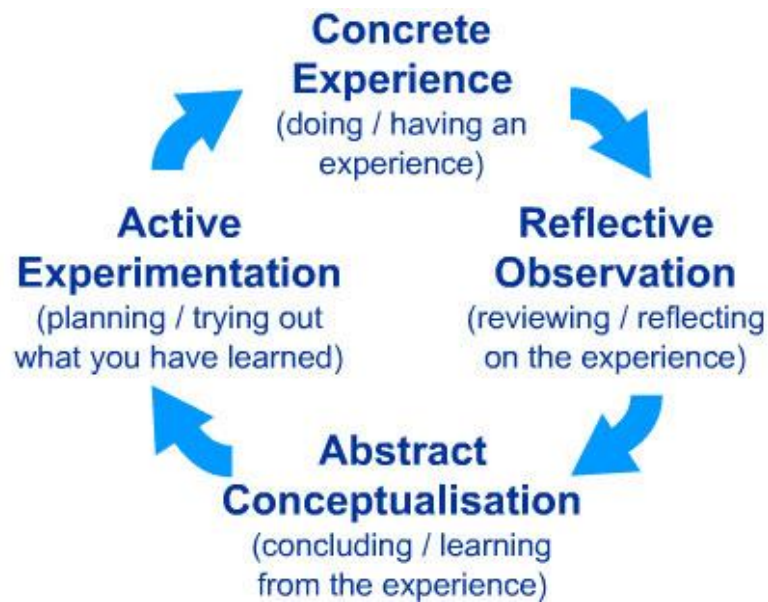 Concrete
Experience
(doing / having an
experience)
Reflective
Observation
(reviewing / reflecting
on the experience)
Abstract
Conceptualisation
(concluding / learning
from the experience)
Active
Experimentation
(planning / trying out
what you have learned)